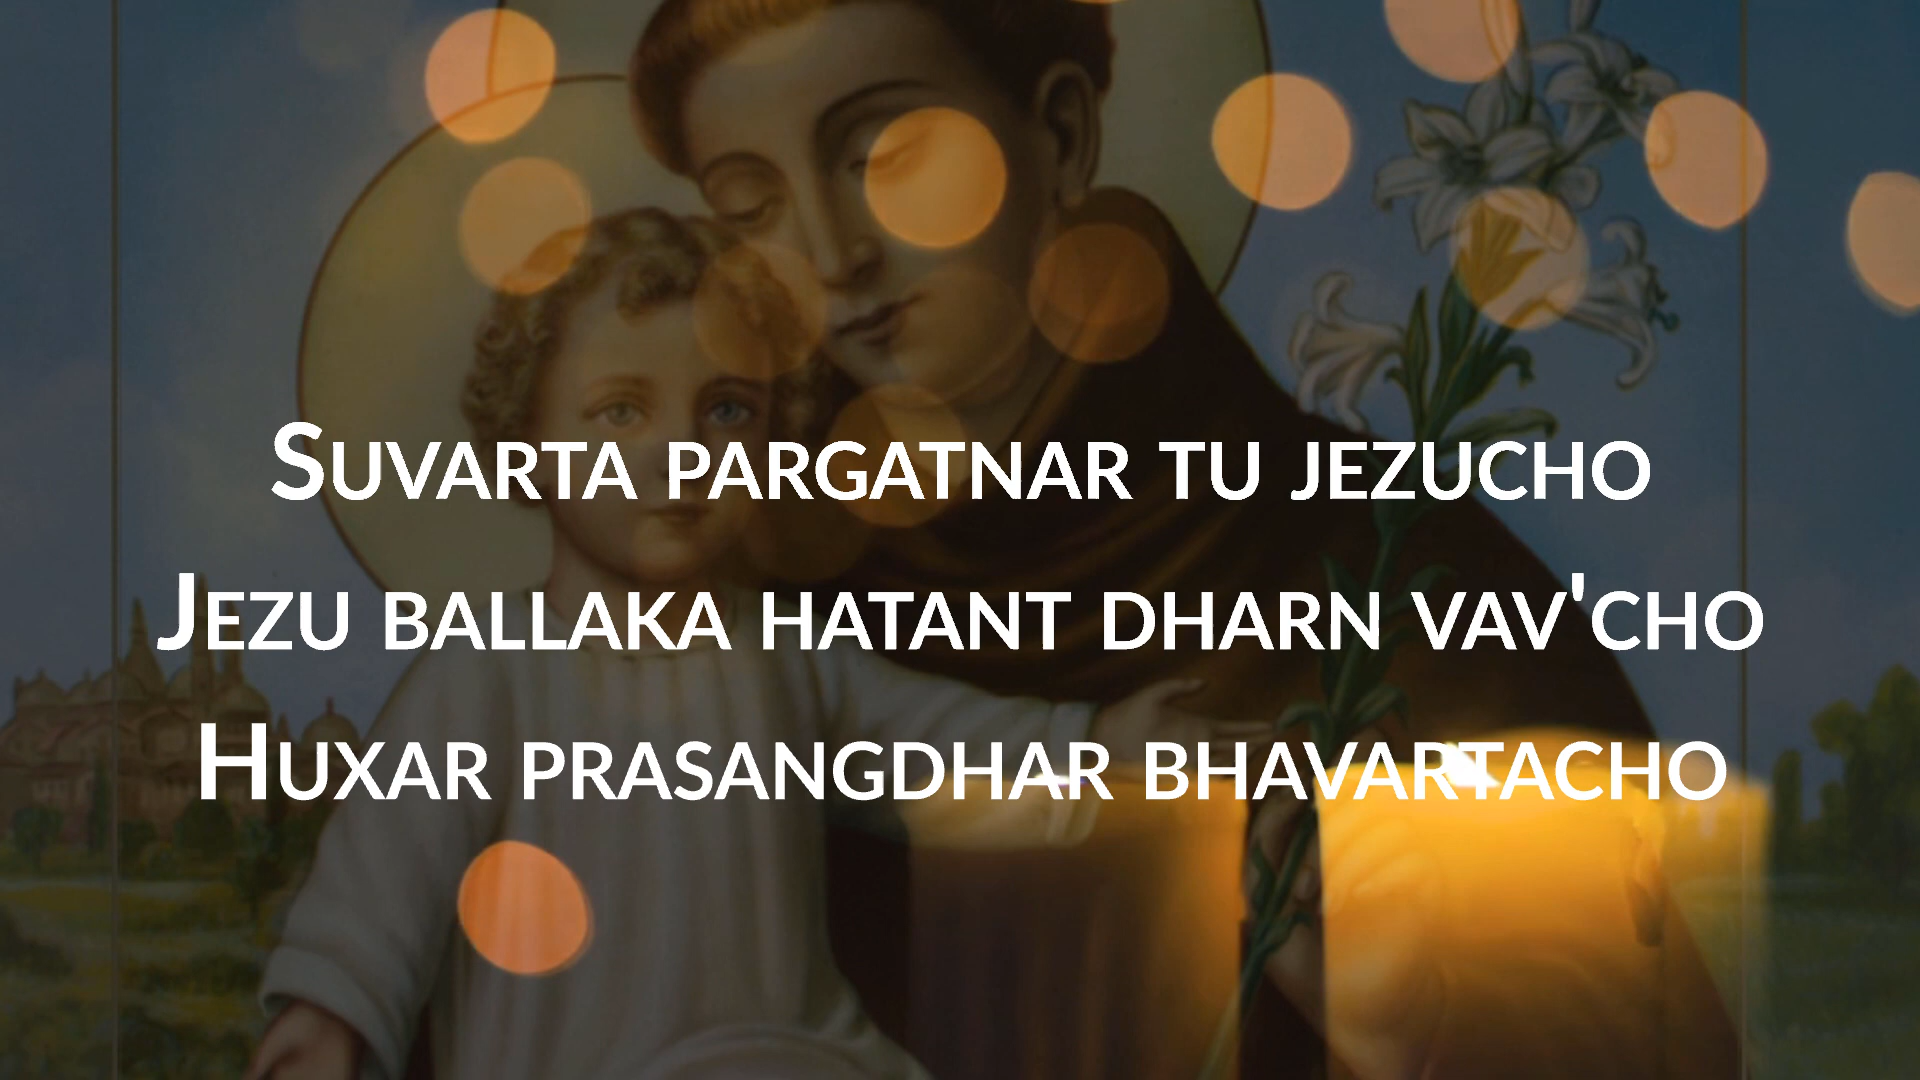 Suvarta pargatnar tu jezucho
Jezu ballaka hatant dharn vav'cho
Huxar prasangdhar bhavartacho